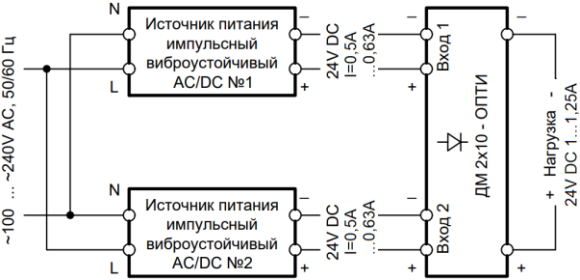 ~100 ... ~240V AC, 50/60 Гц
N
L
Источник питания
импульсный
виброустойчивый
AC/DC №1
–
+
24V DC
I=0,5A
...0,63A
–
+
Вход 1
N
L
Источник питания
импульсный
виброустойчивый
AC/DC №2
–
+
24V DC
I=0,5A
...0,63A
–
+
Вход 2
ДМ 2х10 - ОПТИ
–
+
+ Нагрузка -
24V DC 1...1,25A